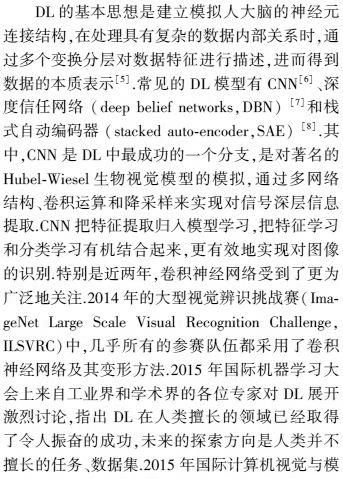 DL 的基本思想是建立模拟人大脑的神经元
连接结构,在处理具有复杂的数据内部关系时,通
过多个变换分层对数据特征进行描述,进而得到
数据的本质表示[5].常见的 DL 模型有 CNN[6]、深
度信任网络(deep belief networks,DBN)[7]和栈
式自动编码器(stacked auto-encoder,SAE)[8].其
中,CNN 是 DL 中最成功的一个分支,是对著名的
Hubel-Wiesel 生物视觉模型的模拟,通过多网络
结构、卷积运算和降采样来实现对信号深层信息
提取.CNN 把特征提取归入模型学习,把特征学习
和分类学习有机结合起来,更有效地实现对图像
的识别.特别是近两年,卷积神经网络受到了更为
广泛地关注.2014 年的大型视觉辨识挑战赛(Ima-
geNet Large Scale Visual Recognition Challenge,
ILSVRC)中,几乎所有的参赛队伍都采用了卷积
神经网络及其变形方法.2015 年国际机器学习大
会上来自工业界和学术界的各位专家对 DL 展开
激烈讨论,指出 DL 在人类擅长的领域已经取得
了令人振奋的成功,未来的探索方向是人类并不
擅长的任务、数据集.2015 年国际计算机视觉与模